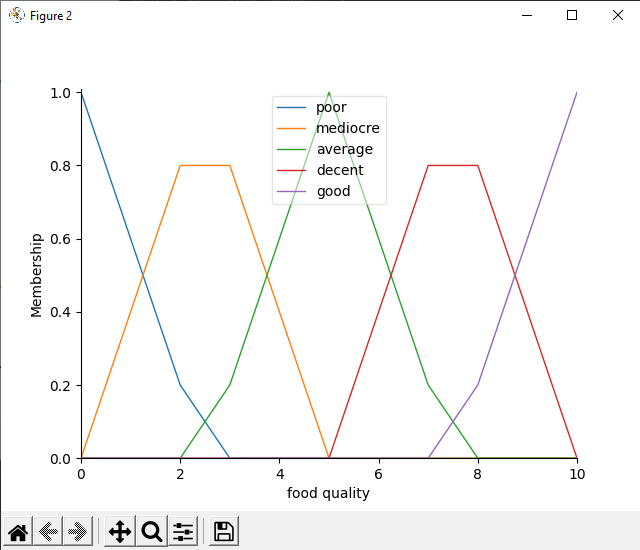 Figure 2
1.0
0.8
0.6
0.4
0.2
0.0
Membership
poor
mediocre
average
decent
good
0 2 4 6 8 10
food quality